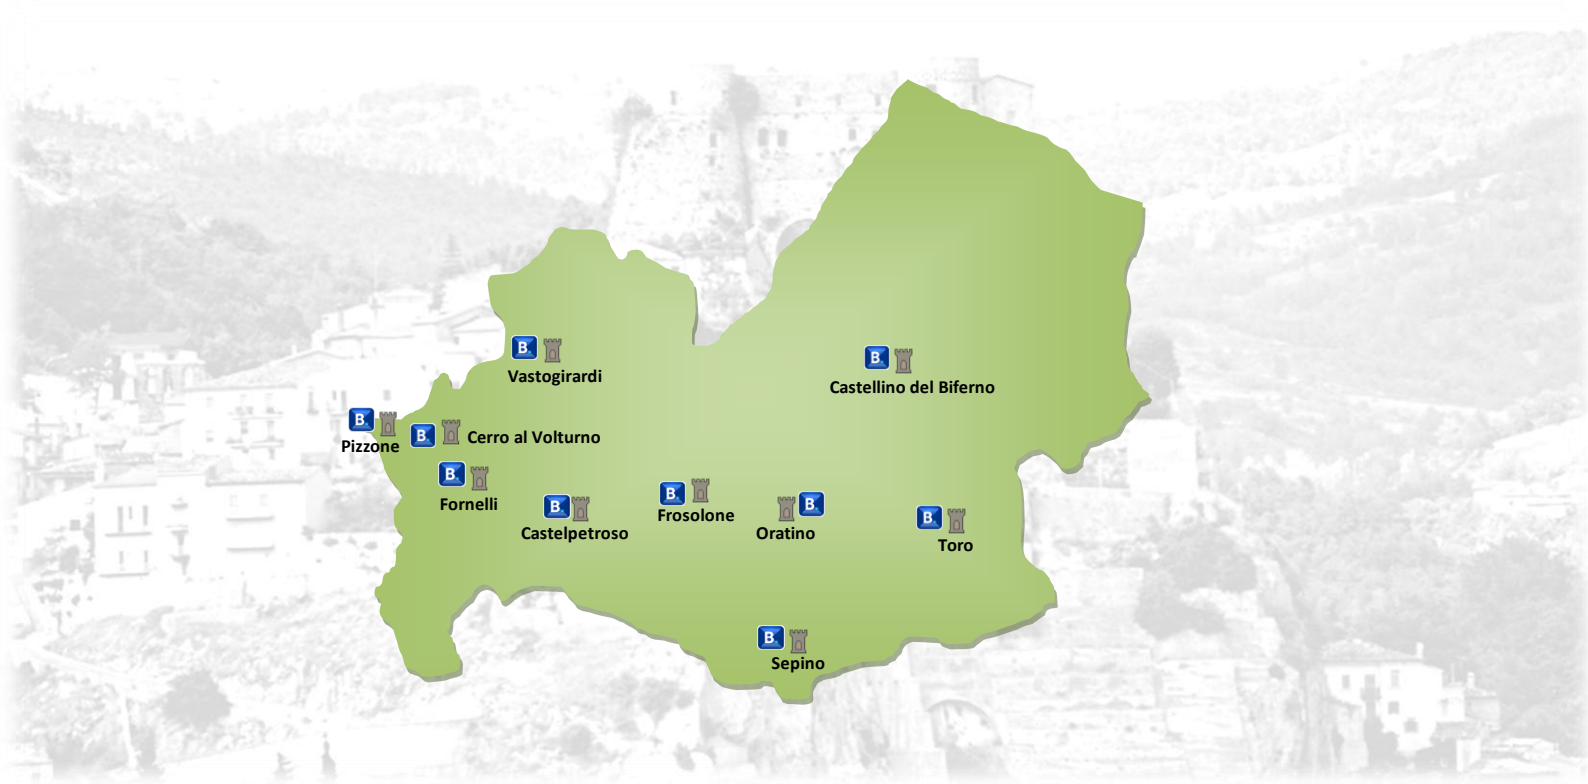 B.
Vastogirardi
B.
Castellino del Biferno
B.
Pizzone
B.
Cerro al Volturno
B.
Fornelli
B.
Castelpetroso
B.
Frosolone
B.
Oratino
B.
Toro
B.
Sepino